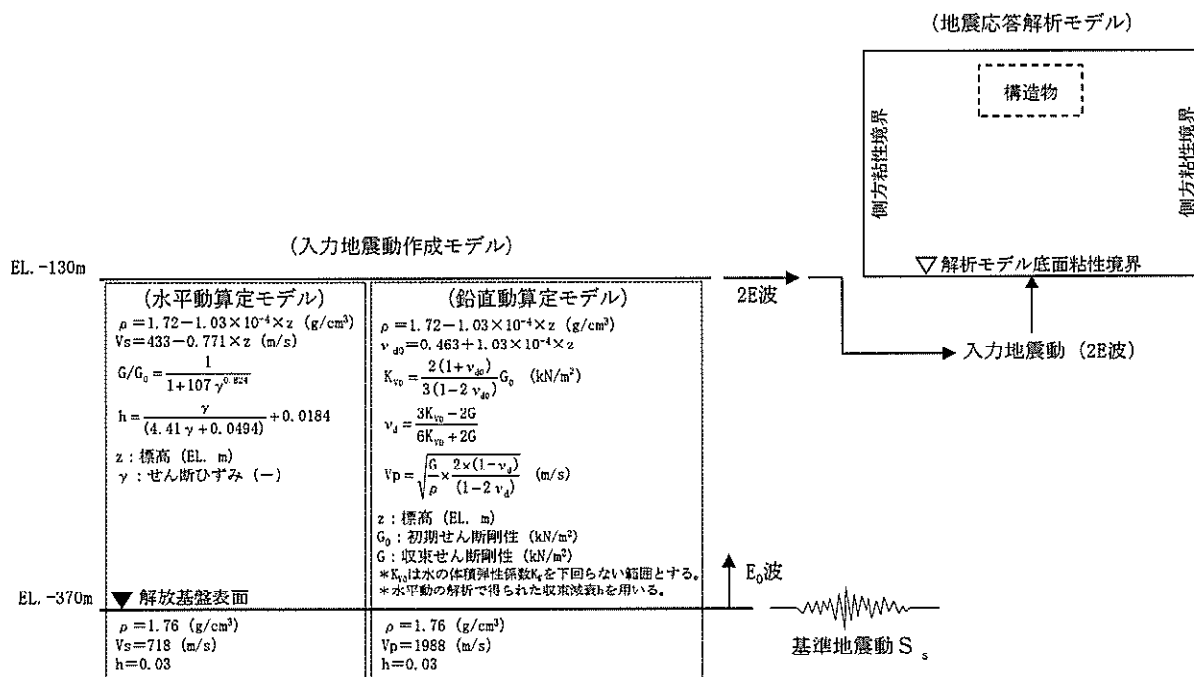 (地震応答解析モデル)
構造物
側方粘性境界
側方粘性境界
▽解析モデル底面粘性境界
(入力地震動作成モデル)
EL.-130m
2E波
入力地震動 (2E波)
(水平動算定モデル)
ρ=1.72-1.03×10⁻⁴×z (g/cm³)
Vs=433-0.771×z (m/s)
G/G₀=1/(1+107γ^0.824)
h=γ/(4.41γ+0.0494)+0.0184
z:標高 (EL. m)
γ:せん断ひずみ (-)
(鉛直動算定モデル)
ρ=1.72-1.03×10⁻⁴×z (g/cm³)
ν_d0=0.463+1.03×10⁻⁴×z
K_V0=2(1+ν_d0)/3(1-2ν_d0) G₀ (kN/m²)
ν_d=(3K_V0-2G)/(6K_V0+2G)
Vp=√(G/ρ×2×(1-ν_d)/(1-2ν_d)) (m/s)
z:標高 (EL. m)
G₀:初期せん断剛性 (kN/m²)
G:収束せん断剛性 (kN/m²)
*K_V0は水の体積弾性係数K_fを下回らない範囲とする。
*水平動の解析で得られた収束減衰hを用いる。
E₀波
EL.-370m
▼解放基盤表面
ρ=1.76 (g/cm³)
Vs=718 (m/s)
h=0.03
ρ=1.76 (g/cm³)
Vp=1988 (m/s)
h=0.03
基準地震動Ss